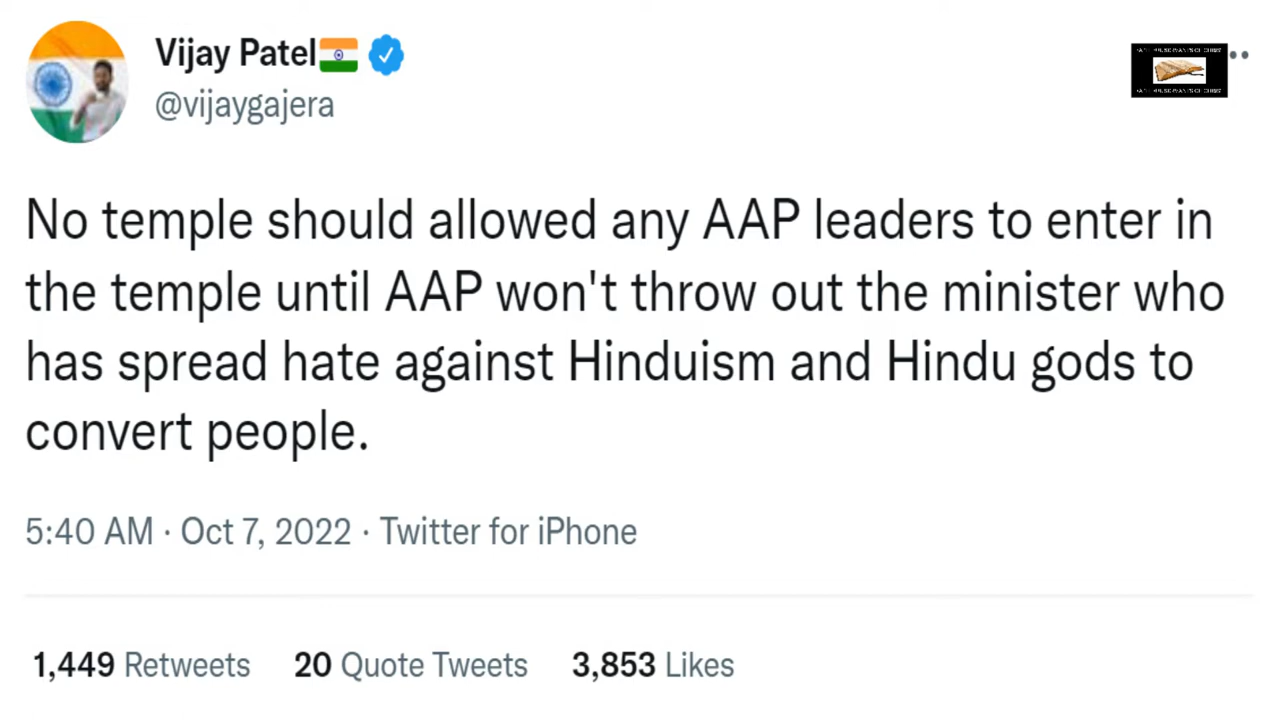 Vijay Patel
@vijaygajera
No temple should allowed any AAP leaders to enter in
the temple until AAP won't throw out the minister who
has spread hate against Hinduism and Hindu gods to
convert people.
5:40 AM · Oct 7, 2022 · Twitter for iPhone
1,449 Retweets 20 Quote Tweets 3,853 Likes